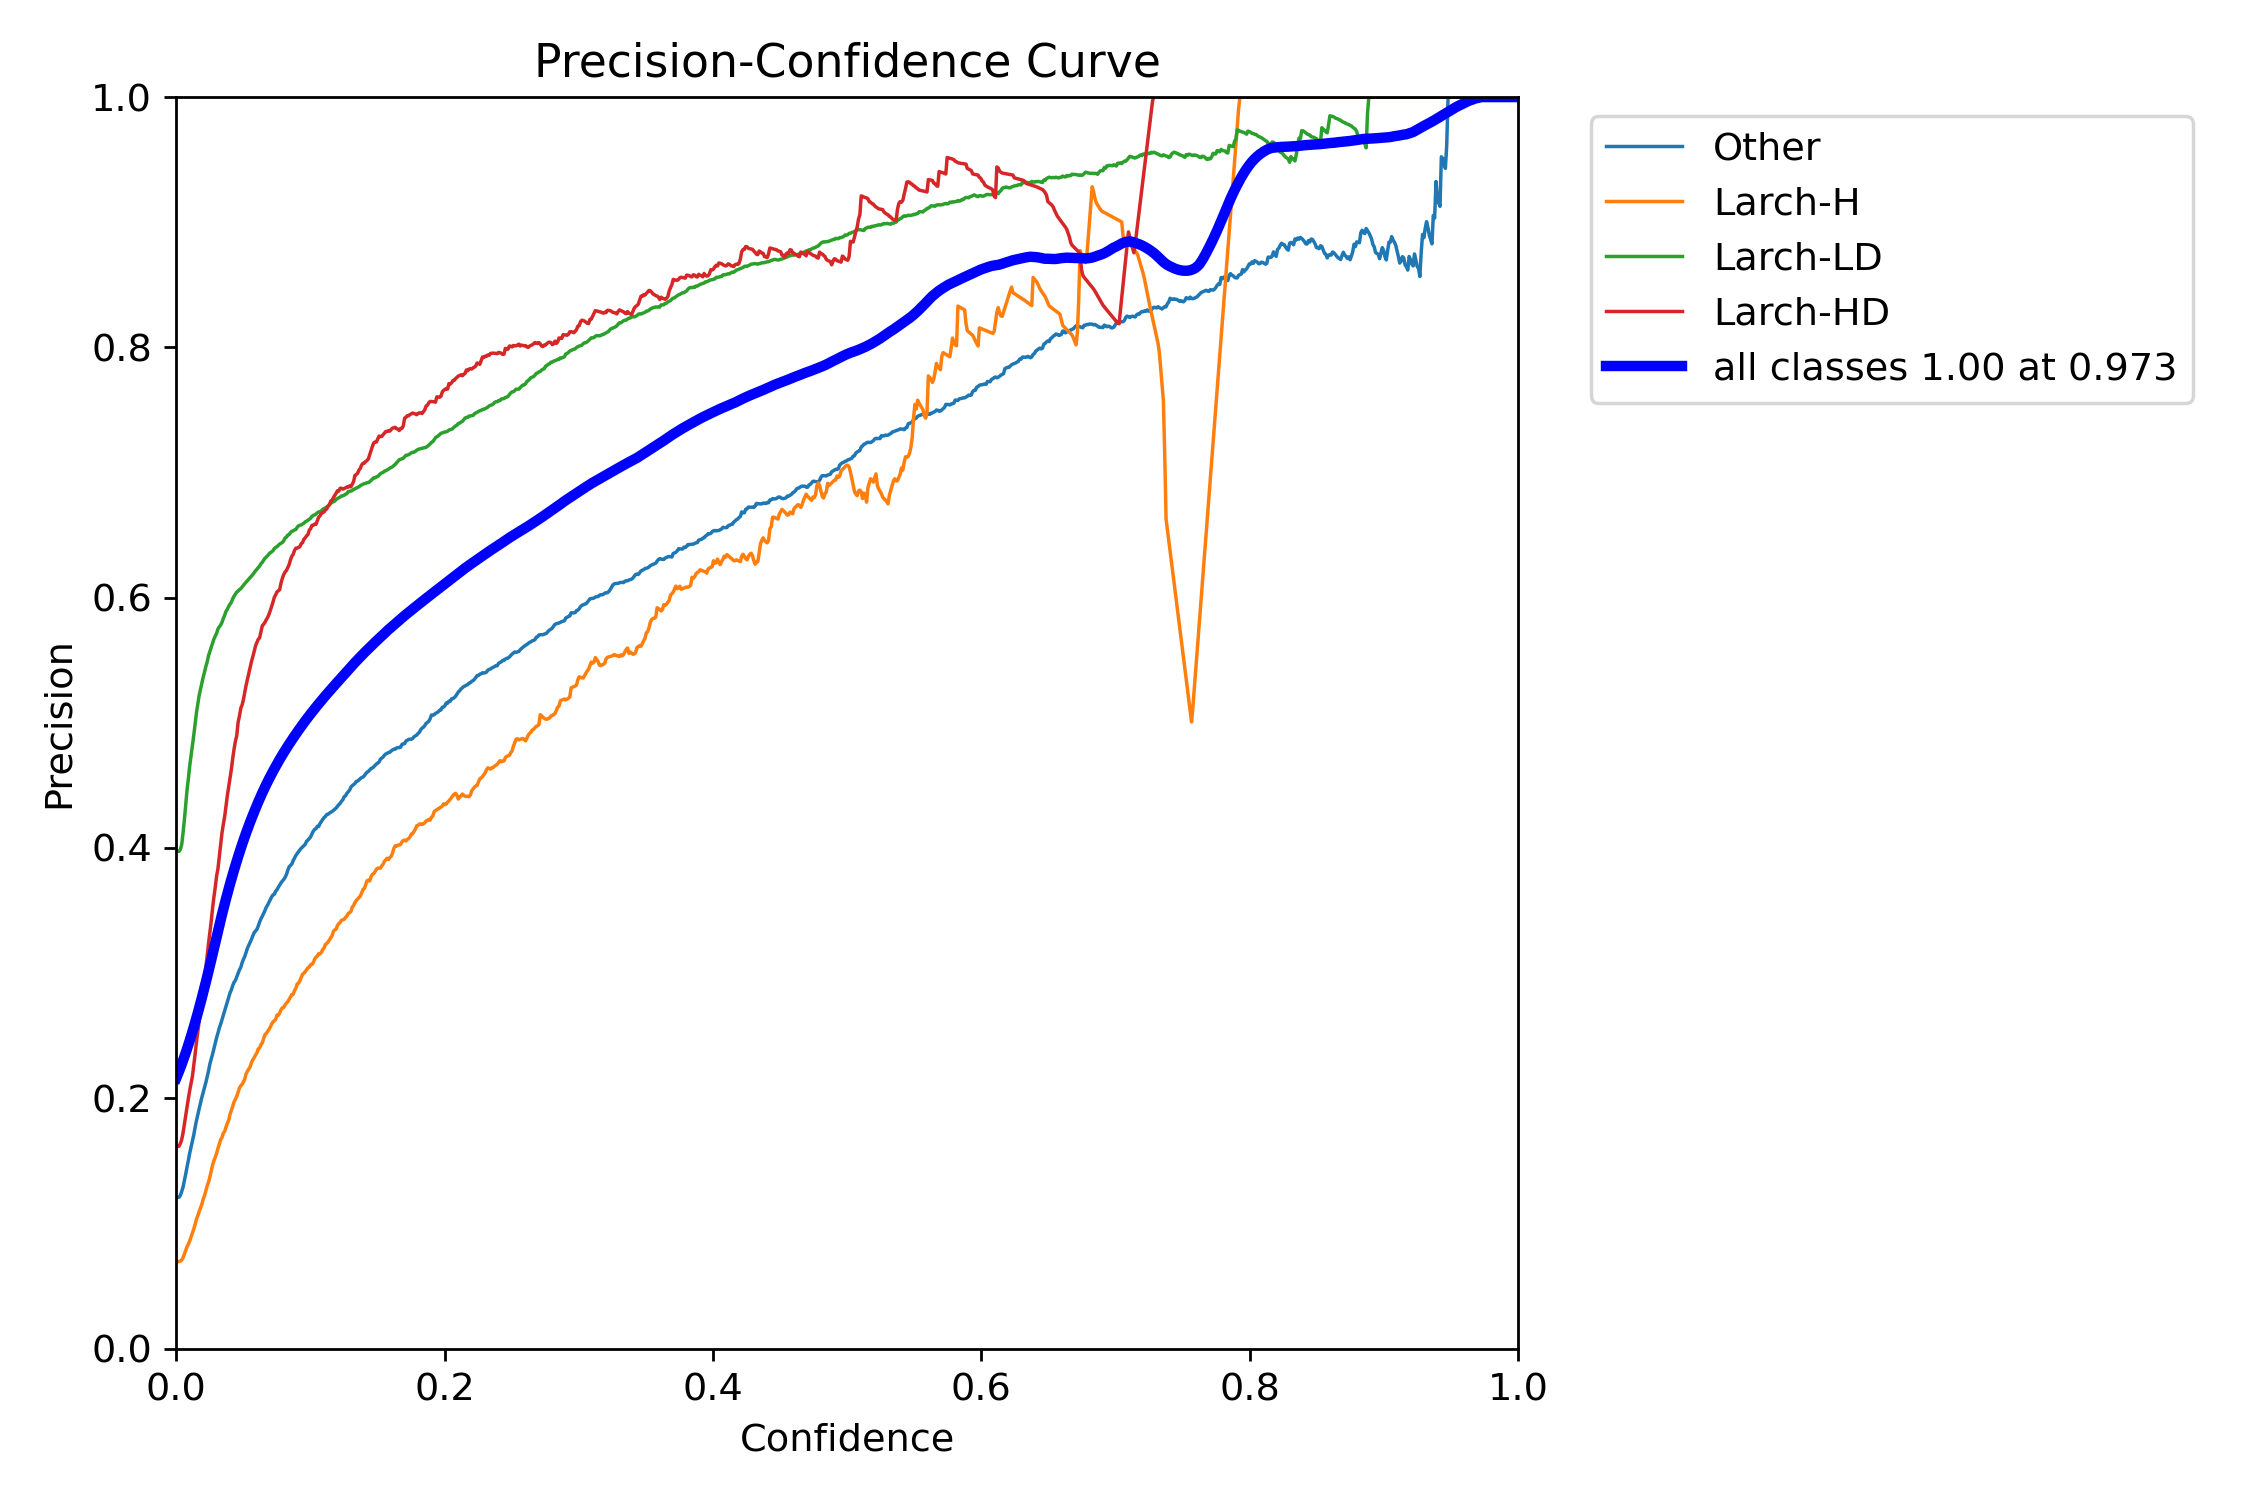 Precision-Confidence Curve
1.0
0.8
0.6
0.4
0.2
0.0
Precision
0.0 0.2 0.4 0.6 0.8 1.0
Confidence
Other
Larch-H
Larch-LD
Larch-HD
all classes 1.00 at 0.973